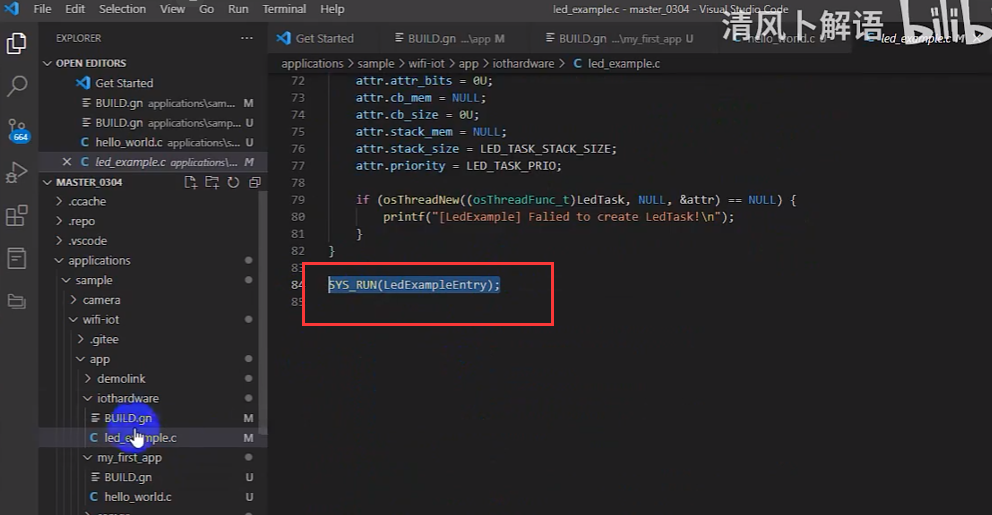 File Edit Selection View Go Run Terminal Help
led_example.c - master_0304 - Visual Studio Code
清风卜解语
bilib
EXPLORER
Get Started
BUILD.gn ...\app M
BUILD.gn ...\my_first_app U
hello_world.c U
led_example.c M
OPEN EDITORS
Get Started
BUILD.gn applications\sam... M
BUILD.gn applications\samp... U
hello_world.c applications\... U
led_example.c applications\... M
664
MASTER_0304
.ccache
.repo
.vscode
applications
sample
camera
wifi-iot
.gitee
app
demolink
iothardware
BUILD.gn M
led_example.c M
my_first_app
BUILD.gn U
hello_world.c U
applications > sample > wifi-iot > app > iothardware > C led_example.c
72 attr.attr_bits = 0U;
73 attr.cb_mem = NULL;
74 attr.cb_size = 0U;
75 attr.stack_mem = NULL;
76 attr.stack_size = LED_TASK_STACK_SIZE;
77 attr.priority = LED_TASK_PRIO;
78
79 if (osThreadNew((osThreadFunc_t)LedTask, NULL, &attr) == NULL) {
80 printf("[LedExample] Failed to create LedTask!\n");
81 }
82 }
83
84 SYS_RUN(LedExampleEntry);
85